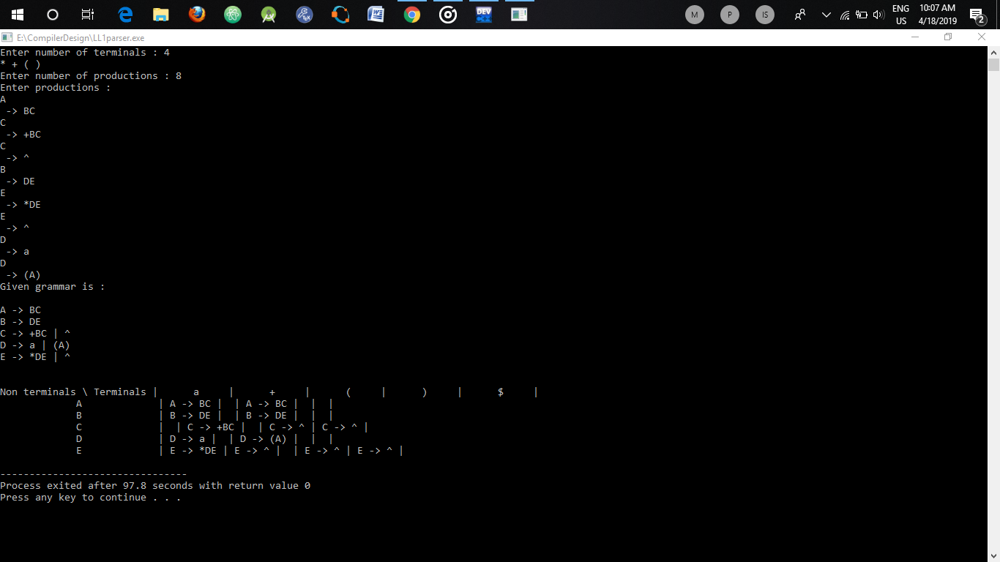 M P IS ENG 10:07 AM
US 4/18/2019 2
W DEV
E:\CompilerDesign\LL1parser.exe
Enter number of terminals : 4
* + ( )
Enter number of productions : 8
Enter productions :
A
 -> BC
C
 -> +BC
C
 -> ^
B
 -> DE
E
 -> *DE
E
 -> ^
D
 -> a
D
 -> (A)
Given grammar is :

A -> BC
B -> DE
C -> +BC | ^
D -> a | (A)
E -> *DE | ^

Non terminals \ Terminals |      a     |      +     |      (     |      )     |      $     |
             A             | A -> BC |  | A -> BC |  |  |
             B             | B -> DE |  | B -> DE |  |  |
             C             |  | C -> +BC |  | C -> ^ | C -> ^ |
             D             | D -> a |  | D -> (A) |  |  |
             E             | E -> *DE | E -> ^ |  | E -> ^ | E -> ^ |

--------------------------------
Process exited after 97.8 seconds with return value 0
Press any key to continue . . .